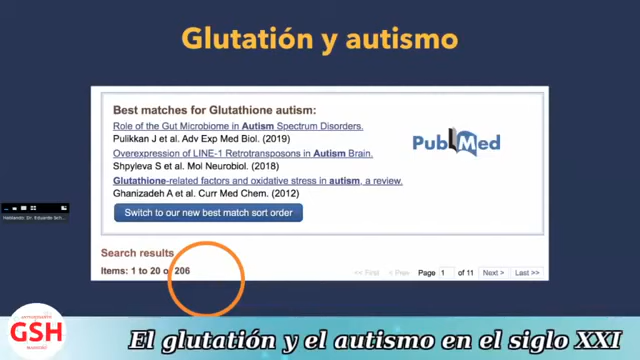 Glutatión y autismo
Best matches for Glutathione autism:
Role of the Gut Microbiome in Autism Spectrum Disorders.
Pulikkan J et al. Adv Exp Med Biol. (2019)
Overexpression of LINE-1 Retrotransposons in Autism Brain.
Shpyleva S et al. Mol Neurobiol. (2018)
Glutathione-related factors and oxidative stress in autism, a review.
Ghanizadeh A et al. Curr Med Chem. (2012)
Switch to our new best match sort order
PubMed
Search results
Items: 1 to 20 of 206
<< First < Prev Page 1 of 11 Next > Last >>
Hablando: Dr. Eduardo Sch...
GSH
El glutatión y el autismo en el siglo XXI